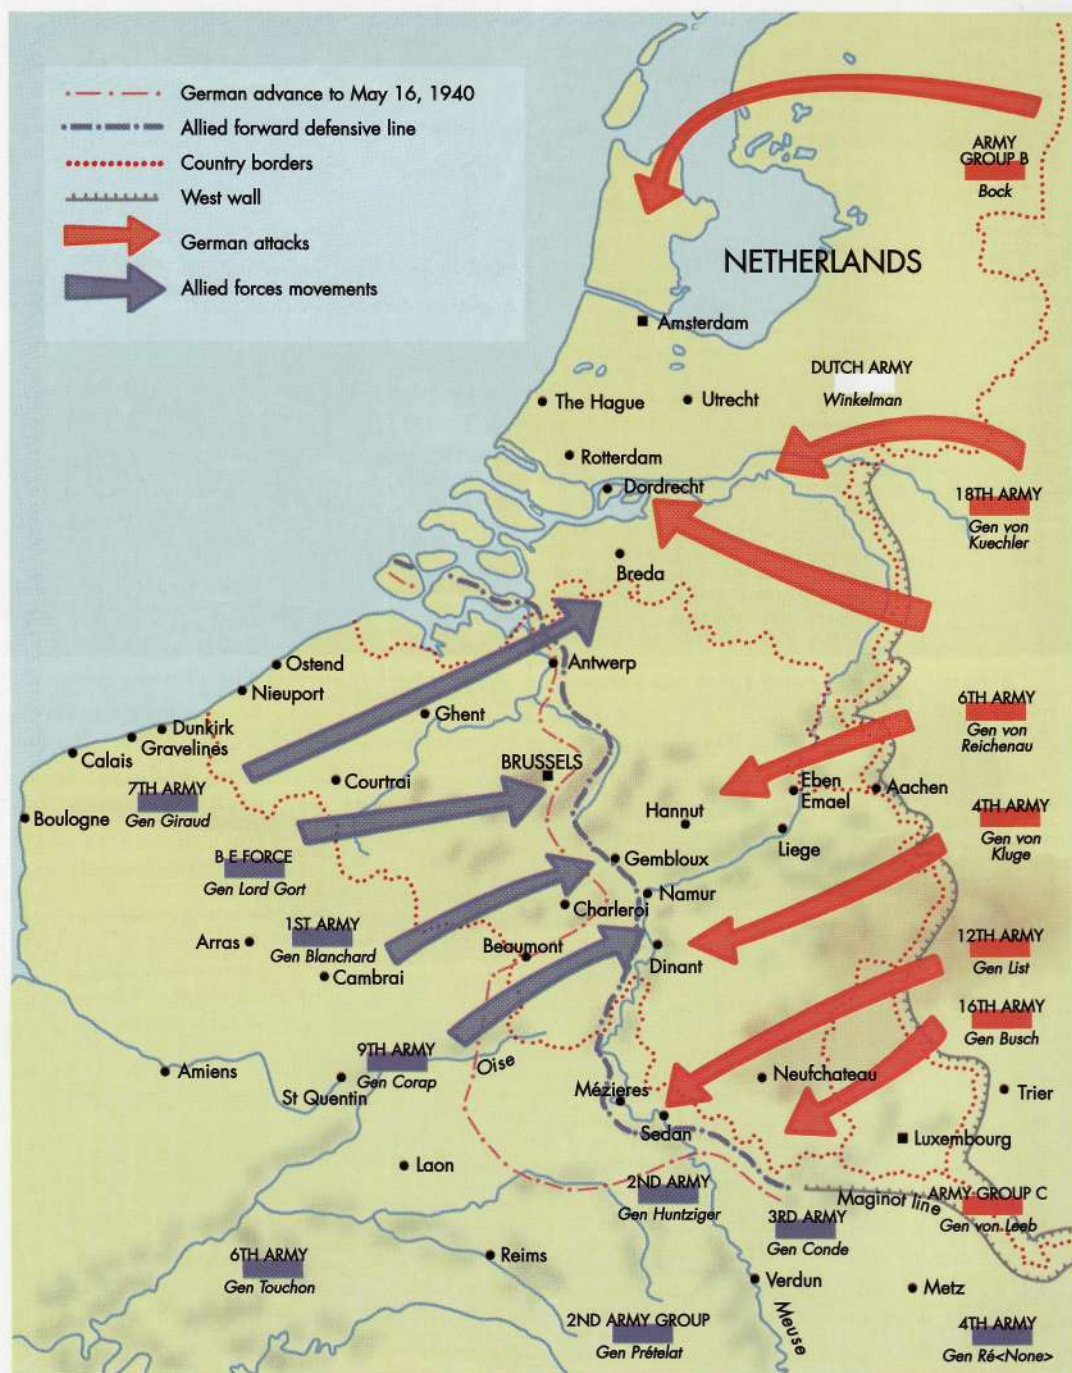 German advance to May 16, 1940
Allied forward defensive line
Country borders
West wall
German attacks
Allied forces movements
ARMY
GROUP B
Bock
NETHERLANDS
Amsterdam
DUTCH ARMY
Winkelman
The Hague
Utrecht
Rotterdam
Dordrecht
18TH ARMY
Gen von
Kuechler
Breda
Antwerp
Ostend
Nieuport
Ghent
Dunkirk
Gravelines
Calais
6TH ARMY
Gen von
Reichenau
BRUSSELS
Courtrai
7TH ARMY
Gen Giraud
Boulogne
Eben
Emael
Aachen
Hannut
Liege
4TH ARMY
Gen von
Kluge
B E FORCE
Gen Lord Gort
Gembloux
Namur
Charleroi
1ST ARMY
Gen Blanchard
Arras
Cambrai
Beaumont
Dinant
12TH ARMY
Gen List
16TH ARMY
Gen Busch
9TH ARMY
Gen Corap
Oise
Amiens
St Quentin
Mézieres
Neufchateau
Trier
Sedan
Luxembourg
Laon
2ND ARMY
Gen Huntziger
Maginot line
ARMY GROUP C
Gen von Leeb
3RD ARMY
Gen Conde
6TH ARMY
Gen Touchon
Reims
Verdun
Metz
Meuse
2ND ARMY GROUP
Gen Prételat
4TH ARMY
Gen Ré<None>